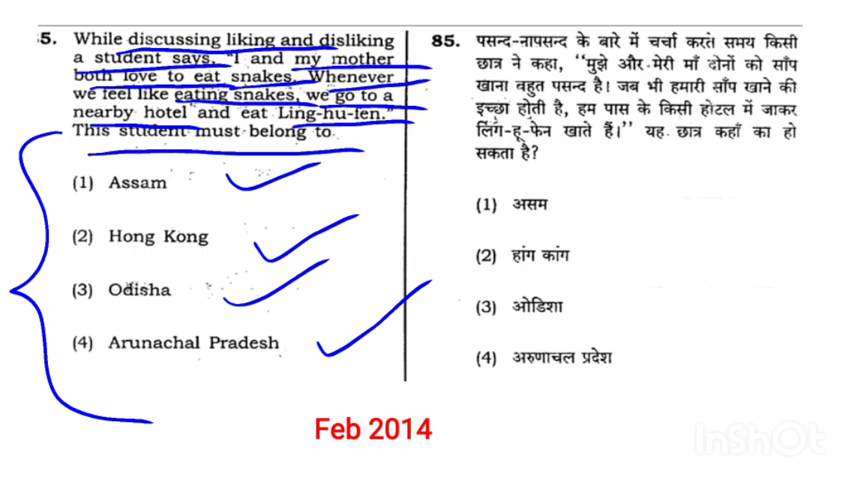 5. While discussing liking and disliking
a student says, "I and my mother
both love to eat snakes. Whenever
we feel like eating snakes, we go to a
nearby hotel and eat Ling-hu-fen."
This student must belong to
(1) Assam
(2) Hong Kong
(3) Odisha
(4) Arunachal Pradesh
85. पसन्द-नापसन्द के बारे में चर्चा करते समय किसी
छात्र ने कहा, "मुझे और मेरी माँ दोनों को साँप
खाना बहुत पसन्द है। जब भी हमारी साँप खाने की
इच्छा होती है, हम पास के किसी होटल में जाकर
लिंग-हू-फेन खाते हैं।" यह छात्र कहाँ का हो
सकता है?
(1) असम
(2) हांग कांग
(3) ओडिशा
(4) अरुणाचल प्रदेश
Feb 2014
InShOt